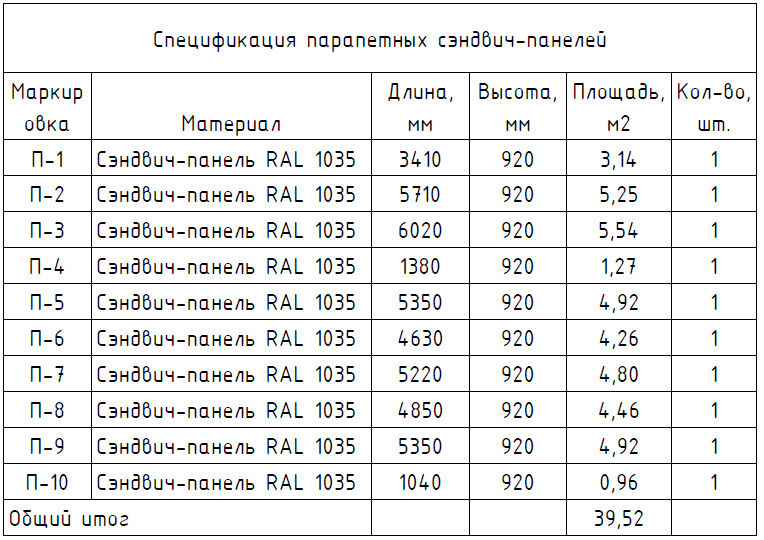 Спецификация парапетных сэндвич-панелей
Маркировка Материал Длина, мм Высота, мм Площадь, м2 Кол-во, шт.
П-1 Сэндвич-панель RAL 1035 3410 920 3,14 1
П-2 Сэндвич-панель RAL 1035 5710 920 5,25 1
П-3 Сэндвич-панель RAL 1035 6020 920 5,54 1
П-4 Сэндвич-панель RAL 1035 1380 920 1,27 1
П-5 Сэндвич-панель RAL 1035 5350 920 4,92 1
П-6 Сэндвич-панель RAL 1035 4630 920 4,26 1
П-7 Сэндвич-панель RAL 1035 5220 920 4,80 1
П-8 Сэндвич-панель RAL 1035 4850 920 4,46 1
П-9 Сэндвич-панель RAL 1035 5350 920 4,92 1
П-10 Сэндвич-панель RAL 1035 1040 920 0,96 1
Общий итог 39,52